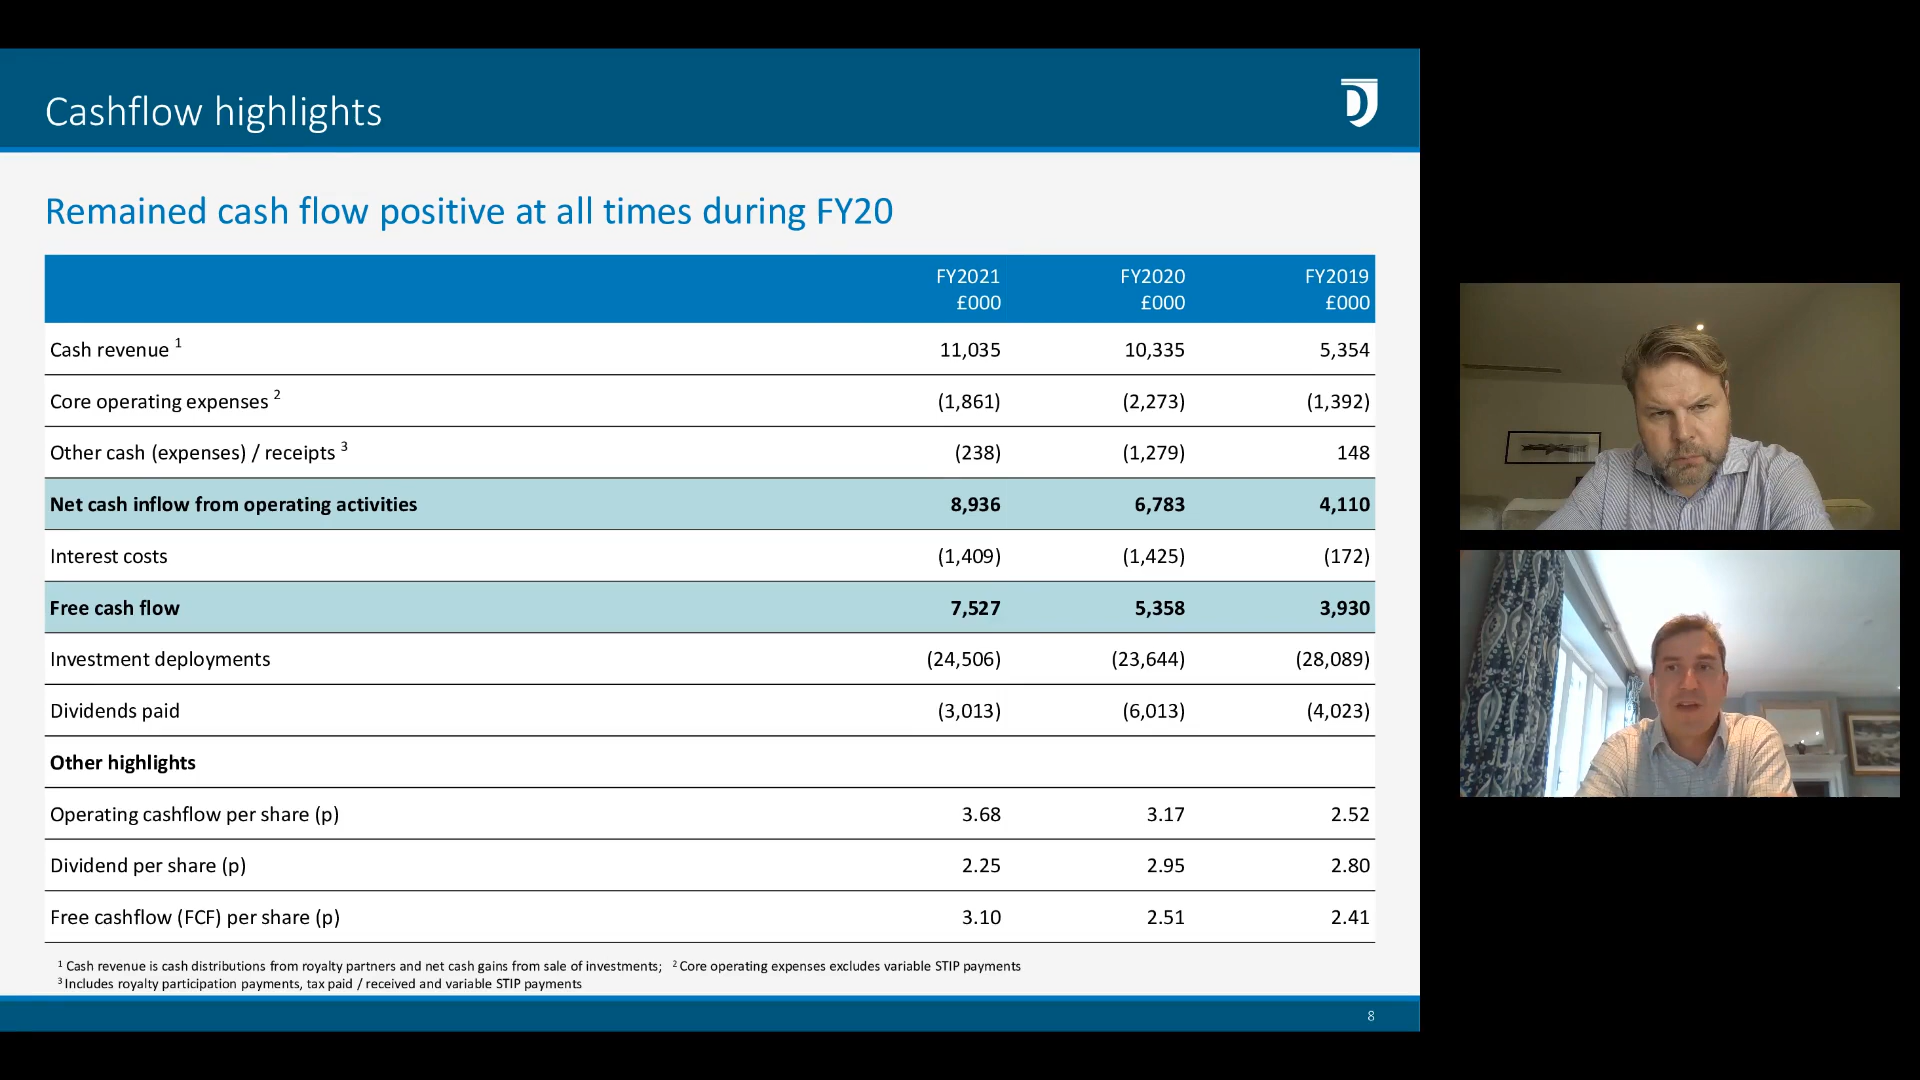 Cashflow highlights
Remained cash flow positive at all times during FY20
FY2021 FY2020 FY2019
£000 £000 £000
Cash revenue 1 11,035 10,335 5,354
Core operating expenses 2 (1,861) (2,273) (1,392)
Other cash (expenses) / receipts 3 (238) (1,279) 148
Net cash inflow from operating activities 8,936 6,783 4,110
Interest costs (1,409) (1,425) (172)
Free cash flow 7,527 5,358 3,930
Investment deployments (24,506) (23,644) (28,089)
Dividends paid (3,013) (6,013) (4,023)
Other highlights
Operating cashflow per share (p) 3.68 3.17 2.52
Dividend per share (p) 2.25 2.95 2.80
Free cashflow (FCF) per share (p) 3.10 2.51 2.41
1 Cash revenue is cash distributions from royalty partners and net cash gains from sale of investments; 2 Core operating expenses excludes variable STIP payments
3 Includes royalty participation payments, tax paid / received and variable STIP payments
8